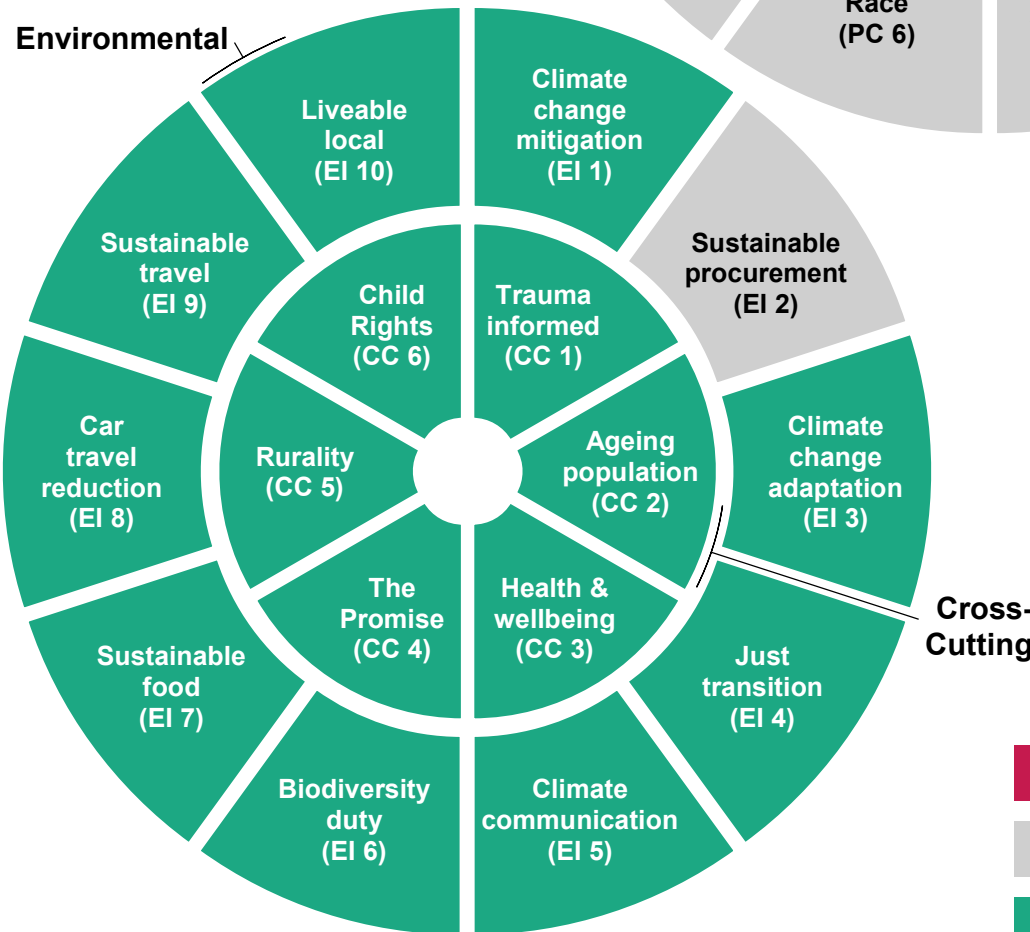 Race
(PC 6)
Environmental
Climate
change
mitigation
(EI 1)
Sustainable
procurement
(EI 2)
Climate
change
adaptation
(EI 3)
Just
transition
(EI 4)
Climate
communication
(EI 5)
Biodiversity
duty
(EI 6)
Sustainable
food
(EI 7)
Car
travel
reduction
(EI 8)
Sustainable
travel
(EI 9)
Liveable
local
(EI 10)
Trauma
informed
(CC 1)
Ageing
population
(CC 2)
Health &
wellbeing
(CC 3)
The
Promise
(CC 4)
Rurality
(CC 5)
Child
Rights
(CC 6)
Cross-
Cutting